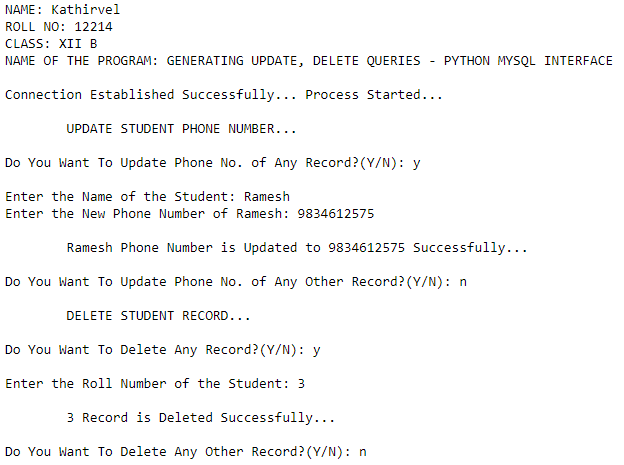 NAME: Kathirvel
ROLL NO: 12214
CLASS: XII B
NAME OF THE PROGRAM: GENERATING UPDATE, DELETE QUERIES - PYTHON MYSQL INTERFACE
Connection Established Successfully... Process Started...
UPDATE STUDENT PHONE NUMBER...
Do You Want To Update Phone No. of Any Record?(Y/N): y
Enter the Name of the Student: Ramesh
Enter the New Phone Number of Ramesh: 9834612575
Ramesh Phone Number is Updated to 9834612575 Successfully...
Do You Want To Update Phone No. of Any Other Record?(Y/N): n
DELETE STUDENT RECORD...
Do You Want To Delete Any Record?(Y/N): y
Enter the Roll Number of the Student: 3
3 Record is Deleted Successfully...
Do You Want To Delete Any Other Record?(Y/N): n